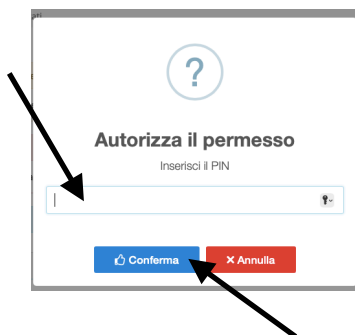 ?
Autorizza il permesso
Inserisci il PIN
Conferma
× Annulla